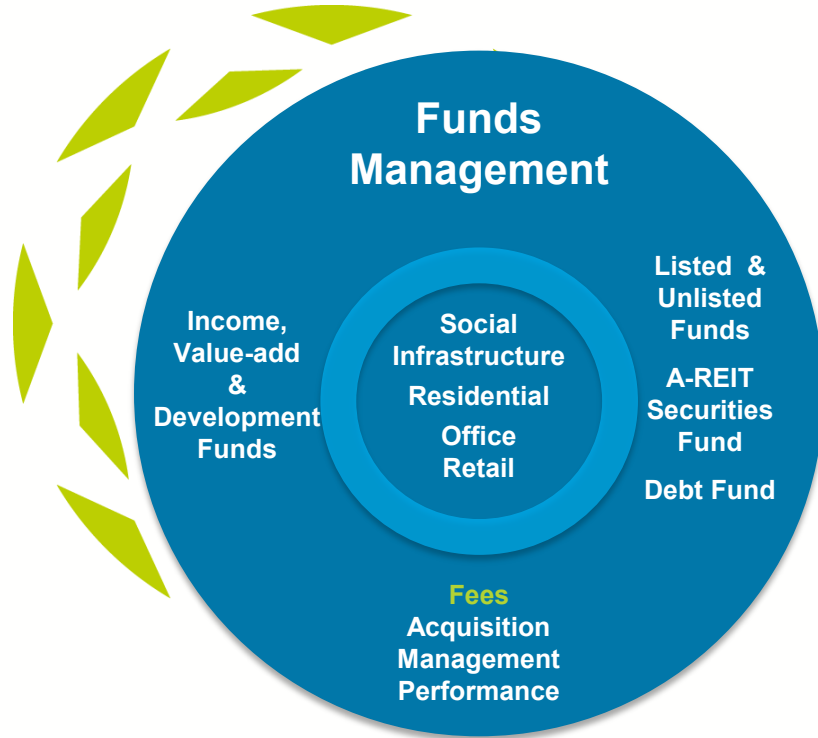 Funds
Management
Income,
Value-add
&
Development
Funds
Social
Infrastructure
Residential
Office
Retail
Listed &
Unlisted
Funds
A-REIT
Securities
Fund
Debt Fund
Fees
Acquisition
Management
Performance